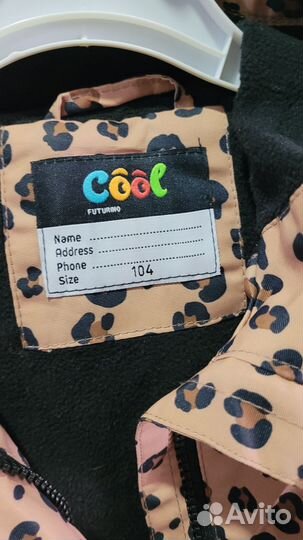 Cool
FUTURINO
Name ........................
Address ........................
Phone ........................
Size 104
Avito